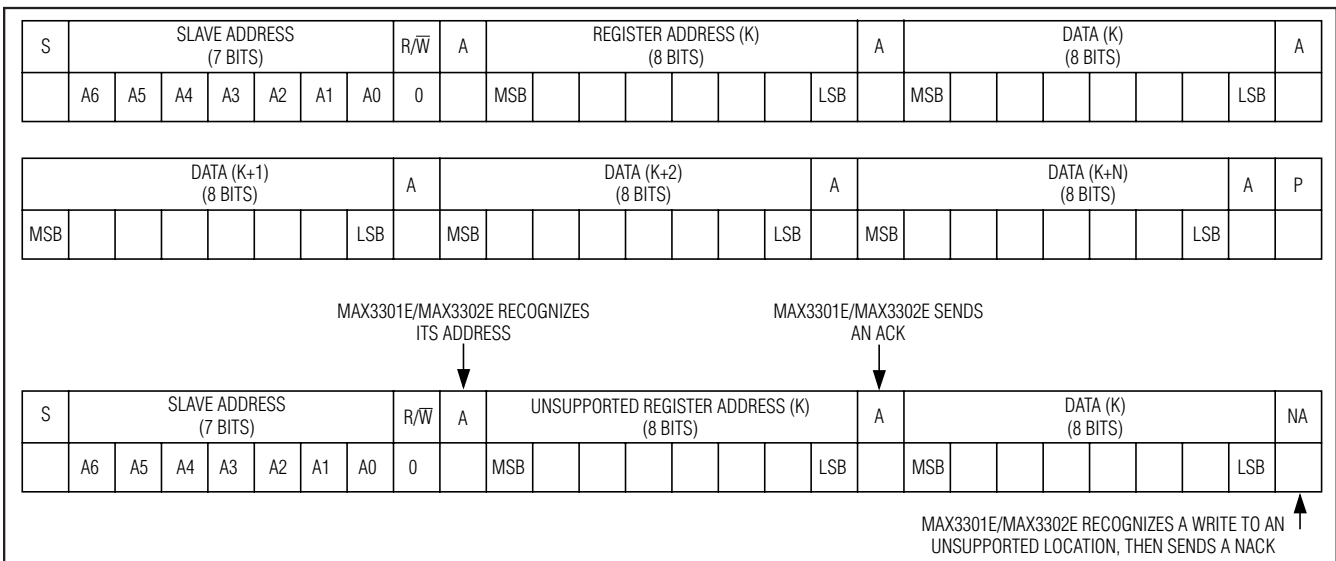 S SLAVE ADDRESS R/W̅ A REGISTER ADDRESS (K) A DATA (K) A
(7 BITS) (8 BITS) (8 BITS)
A6 A5 A4 A3 A2 A1 A0 0 MSB LSB MSB LSB
DATA (K+1) A DATA (K+2) A DATA (K+N) A P
(8 BITS) (8 BITS) (8 BITS)
MSB LSB MSB LSB MSB LSB
MAX3301E/MAX3302E RECOGNIZES MAX3301E/MAX3302E SENDS
ITS ADDRESS AN ACK
S SLAVE ADDRESS R/W̅ A UNSUPPORTED REGISTER ADDRESS (K) A DATA (K) NA
(7 BITS) (8 BITS) (8 BITS)
A6 A5 A4 A3 A2 A1 A0 0 MSB LSB MSB LSB
MAX3301E/MAX3302E RECOGNIZES A WRITE TO AN
UNSUPPORTED LOCATION, THEN SENDS A NACK